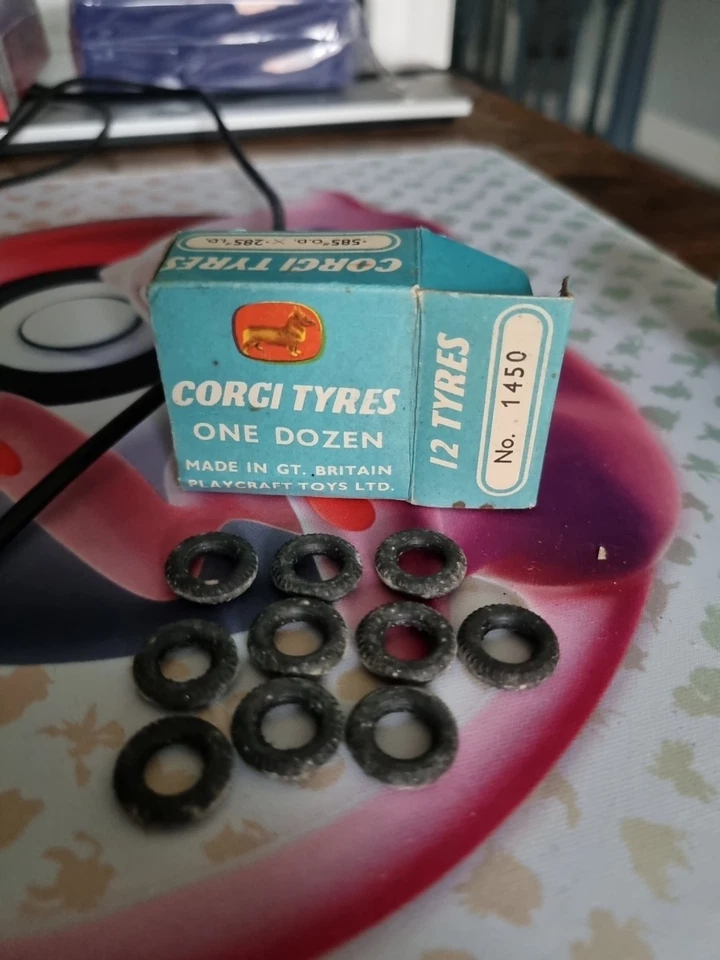 .585" O.D. X .285" I.D.
CORGI TYRES
CORGI TYRES
ONE DOZEN
MADE IN GT. BRITAIN
PLAYCRAFT TOYS LTD.
12 TYRES
No. 1450